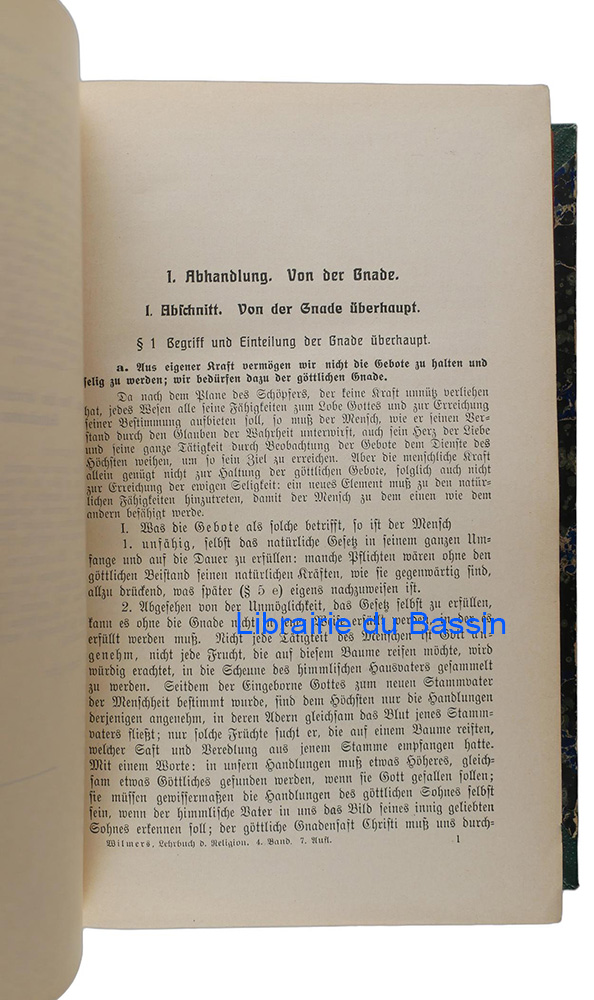 I. Abhandlung. Von der Gnade.
I. Abschnitt. Von der Gnade überhaupt.
§ 1 Begriff und Einteilung der Gnade überhaupt.
a. Aus eigener Kraft vermögen wir nicht die Gebote zu halten und
selig zu werden; wir bedürfen dazu der göttlichen Gnade.
Da nach dem Plane des Schöpfers, der keine Kraft unnütz verliehen
hat, jedes Wesen alle seine Fähigkeiten zum Lobe Gottes und zur Erreichung
seiner Bestimmung aufbieten soll, so muß der Mensch, wie er seinen Ver-
stand durch den Glauben der Wahrheit unterwirft, auch sein Herz der Liebe
und seine ganze Tätigkeit durch Beobachtung der Gebote dem Dienste des
Höchsten weihen, um so sein Ziel zu erreichen. Aber die menschliche Kraft
allein genügt nicht zur Haltung der göttlichen Gebote, folglich auch nicht
zur Erreichung der ewigen Seligkeit: ein neues Element muß zu den natür-
lichen Fähigkeiten hinzutreten, damit der Mensch zu dem einen wie dem
andern befähigt werde.
I. Was die Gebote als solche betrifft, so ist der Mensch
1. unfähig, selbst das natürliche Gesetz in seinem ganzen Um-
fange und auf die Dauer zu erfüllen: manche Pflichten wären ohne den
göttlichen Beistand seinen natürlichen Kräften, wie sie gegenwärtig sind,
allzu drückend, was später (§ 5 e) eigens nachzuweisen ist.
2. Abgesehen von der Unmöglichkeit, das Gesetz selbst zu erfüllen,
kann es ohne die Gnade nicht in der Weise erfüllt werden, in der es
Librairie du Bassin
erfüllt werden muß. Nicht jede Tätigkeit des Menschen ist Gott an-
genehm, nicht jede Frucht, die auf diesem Baume reifen möchte, wird
würdig erachtet, in die Scheune des himmlischen Hausvaters gesammelt
zu werden. Seitdem der Eingeborne Gottes zum neuen Stammvater
der Menschheit bestimmt wurde, sind dem Höchsten nur die Handlungen
derjenigen angenehm, in deren Adern gleichsam das Blut jenes Stamm-
vaters fließt; nur solche Früchte sucht er, die auf einem Baume reiften,
welcher Saft und Veredlung aus jenem Stamme empfangen hatte.
Mit einem Worte: in unsern Handlungen muß etwas Höheres, gleich-
sam etwas Göttliches gefunden werden, wenn sie Gott gefallen sollen;
sie müssen gewissermaßen die Handlungen des göttlichen Sohnes selbst
sein, wenn der himmlische Vater in uns das Bild seines innig geliebten
Sohnes erkennen soll; der göttliche Gnadensaft Christi muß uns durch-
Wilmers, Lehrbuch d. Religion. 4. Band. 7. Aufl. 1